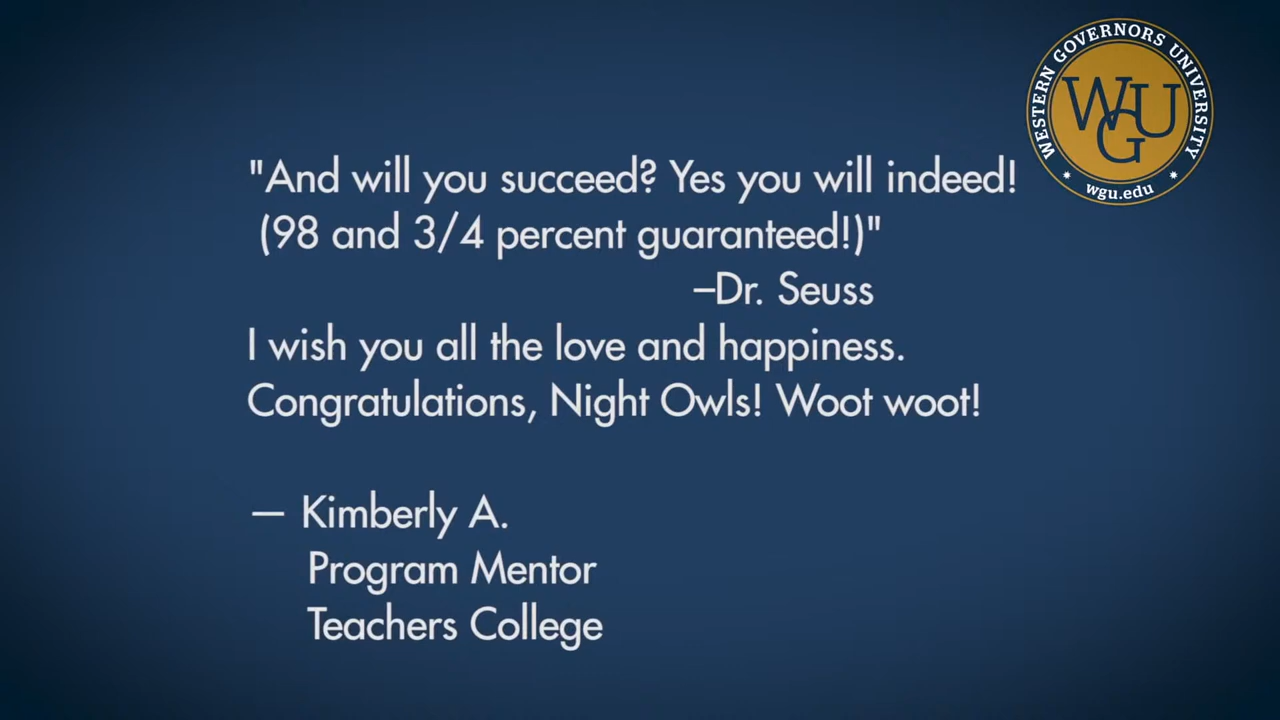 "And will you succeed? Yes you will indeed!
(98 and 3/4 percent guaranteed!)"
–Dr. Seuss
I wish you all the love and happiness.
Congratulations, Night Owls! Woot woot!
— Kimberly A.
Program Mentor
Teachers College
WESTERN GOVERNORS UNIVERSITY
WGU
wgu.edu